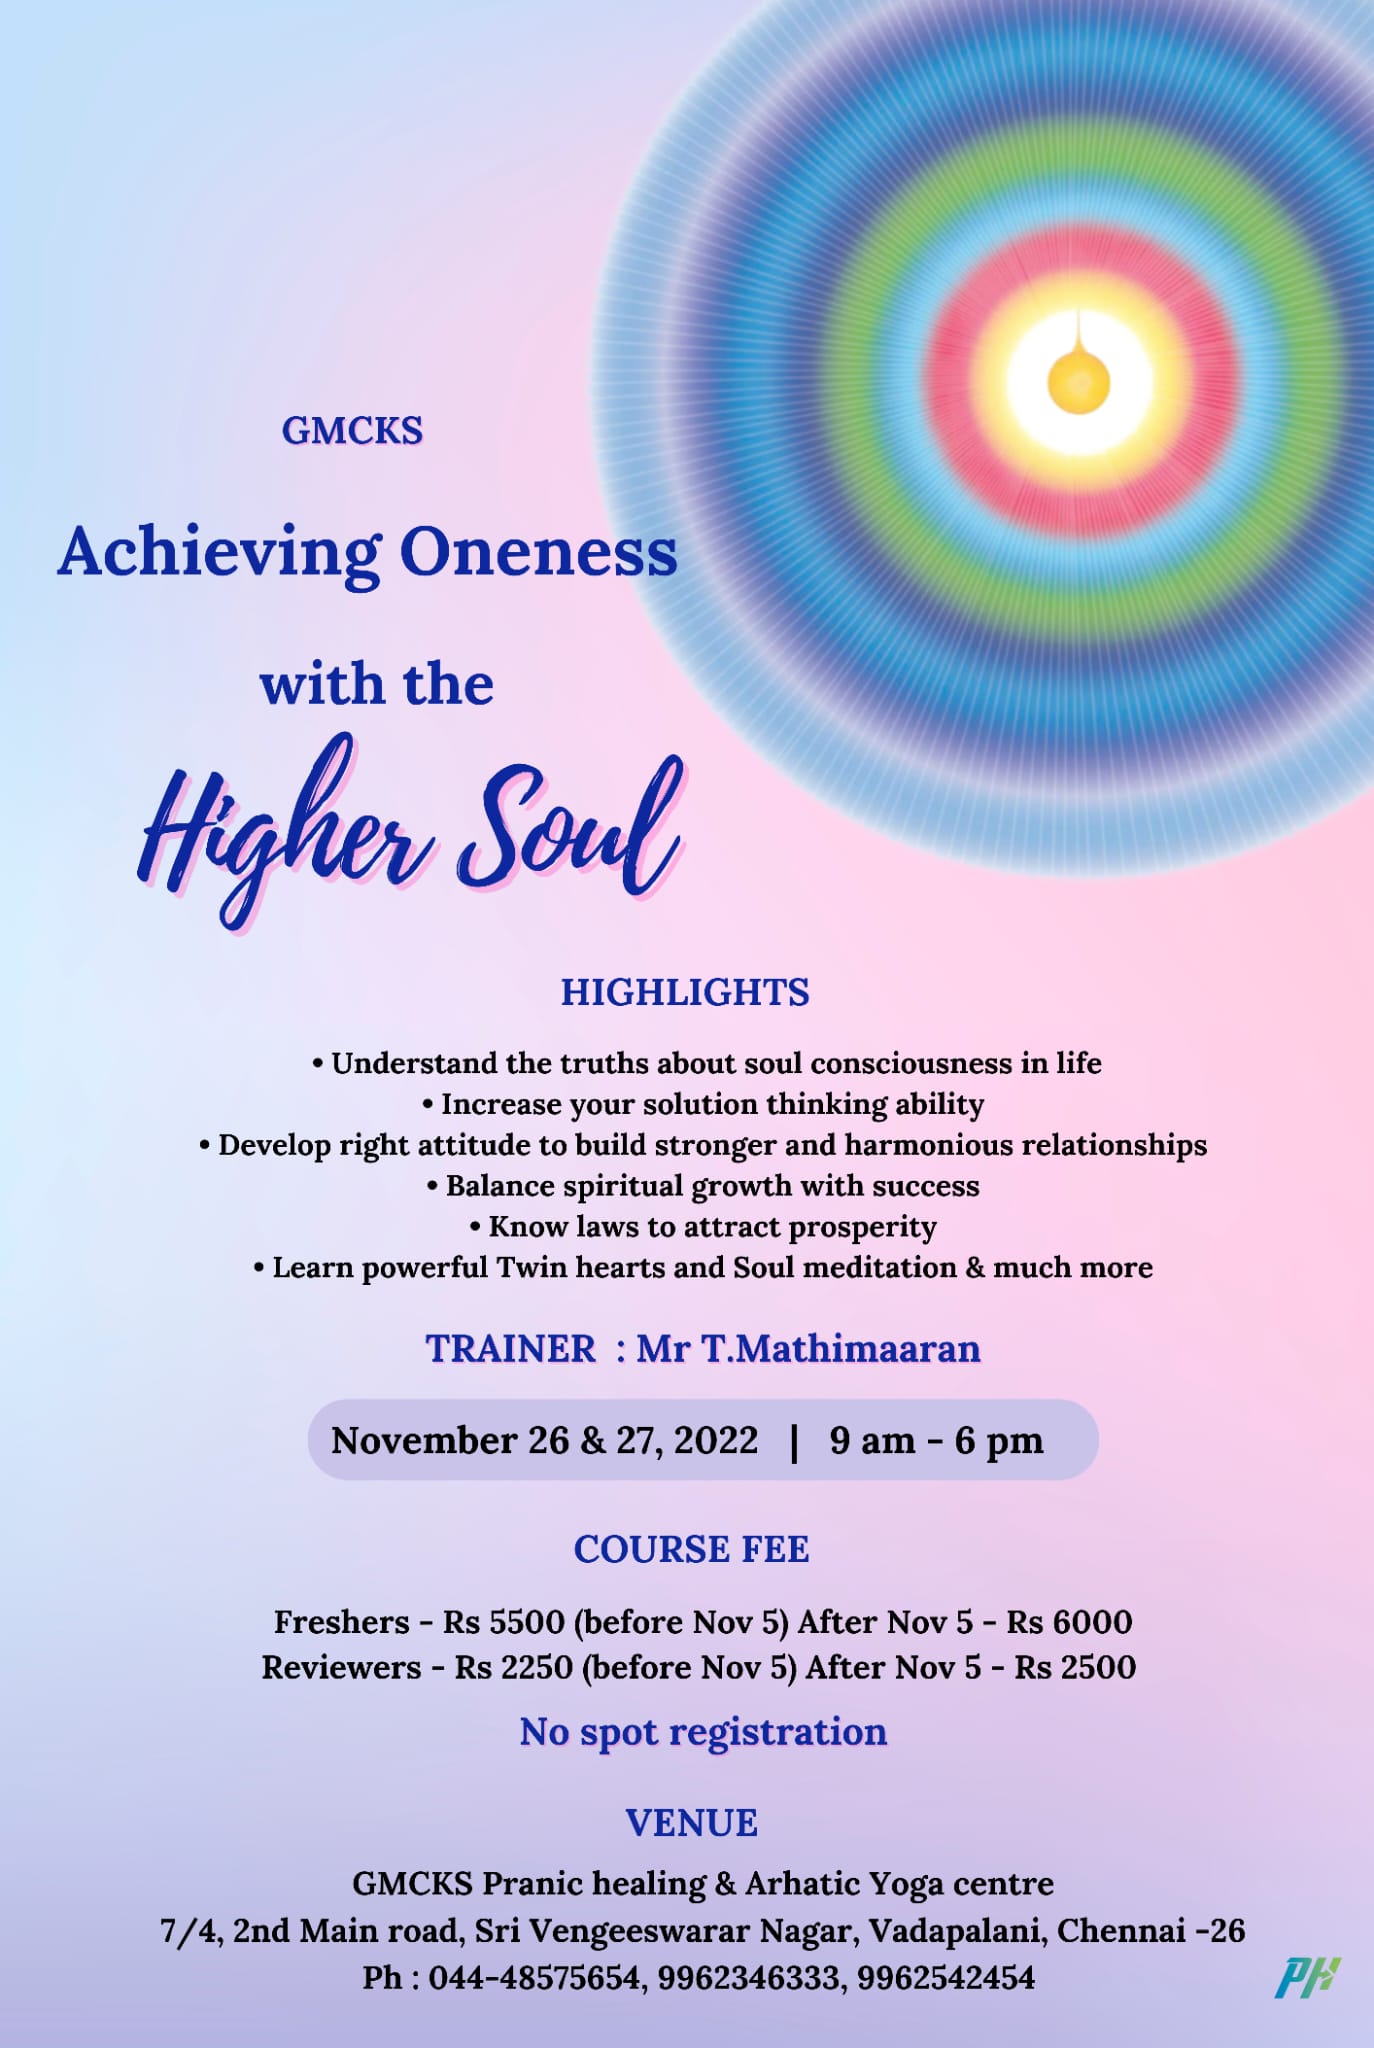 GMCKS
Achieving Oneness
with the
Higher Soul
HIGHLIGHTS
• Understand the truths about soul consciousness in life
• Increase your solution thinking ability
• Develop right attitude to build stronger and harmonious relationships
• Balance spiritual growth with success
• Know laws to attract prosperity
• Learn powerful Twin hearts and Soul meditation & much more
TRAINER : Mr T.Mathimaaran
November 26 & 27, 2022 | 9 am - 6 pm
COURSE FEE
Freshers - Rs 5500 (before Nov 5) After Nov 5 - Rs 6000
Reviewers - Rs 2250 (before Nov 5) After Nov 5 - Rs 2500
No spot registration
VENUE
GMCKS Pranic healing & Arhatic Yoga centre
7/4, 2nd Main road, Sri Vengeeswarar Nagar, Vadapalani, Chennai -26
Ph : 044-48575654, 9962346333, 9962542454
PH